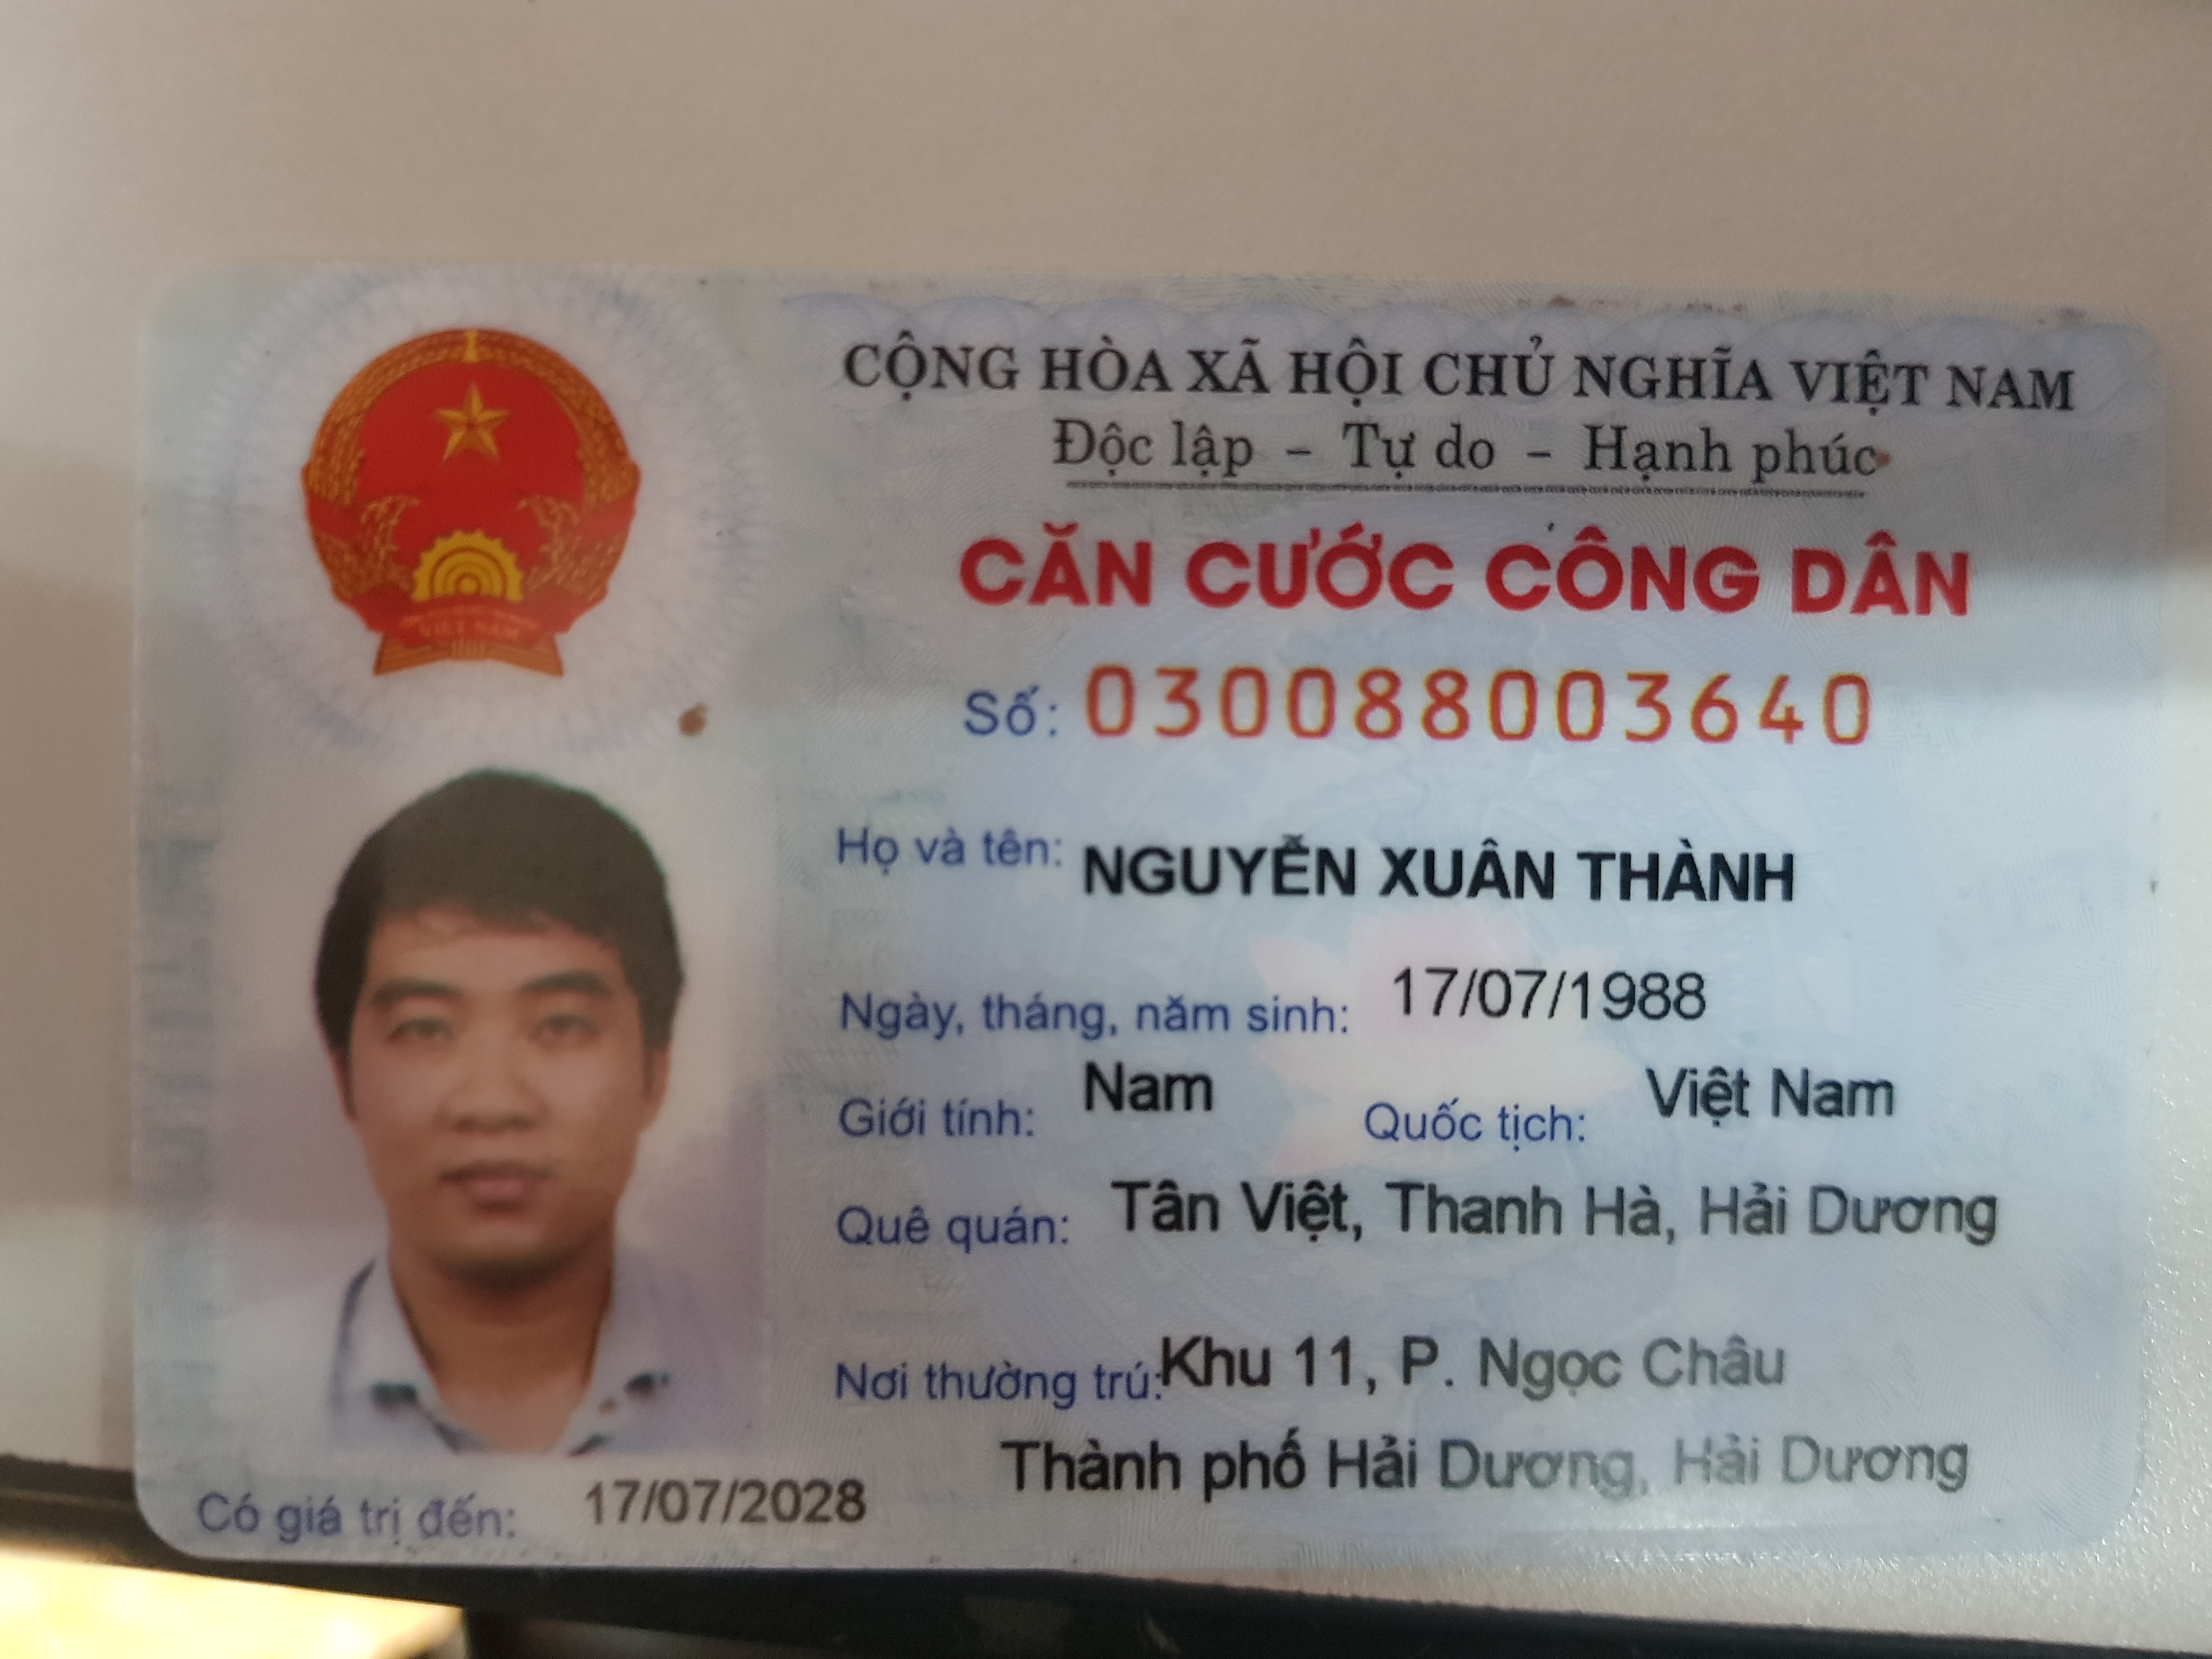 CỘNG HÒA XÃ HỘI CHỦ NGHĨA VIỆT NAM
Độc lập - Tự do - Hạnh phúc
CĂN CƯỚC CÔNG DÂN
Số: 030088003640
Họ và tên: NGUYỄN XUÂN THÀNH
Ngày, tháng, năm sinh: 17/07/1988
Giới tính: Nam Quốc tịch: Việt Nam
Quê quán: Tân Việt, Thanh Hà, Hải Dương
Nơi thường trú: Khu 11, P. Ngọc Châu
Thành phố Hải Dương, Hải Dương
Có giá trị đến: 17/07/2028